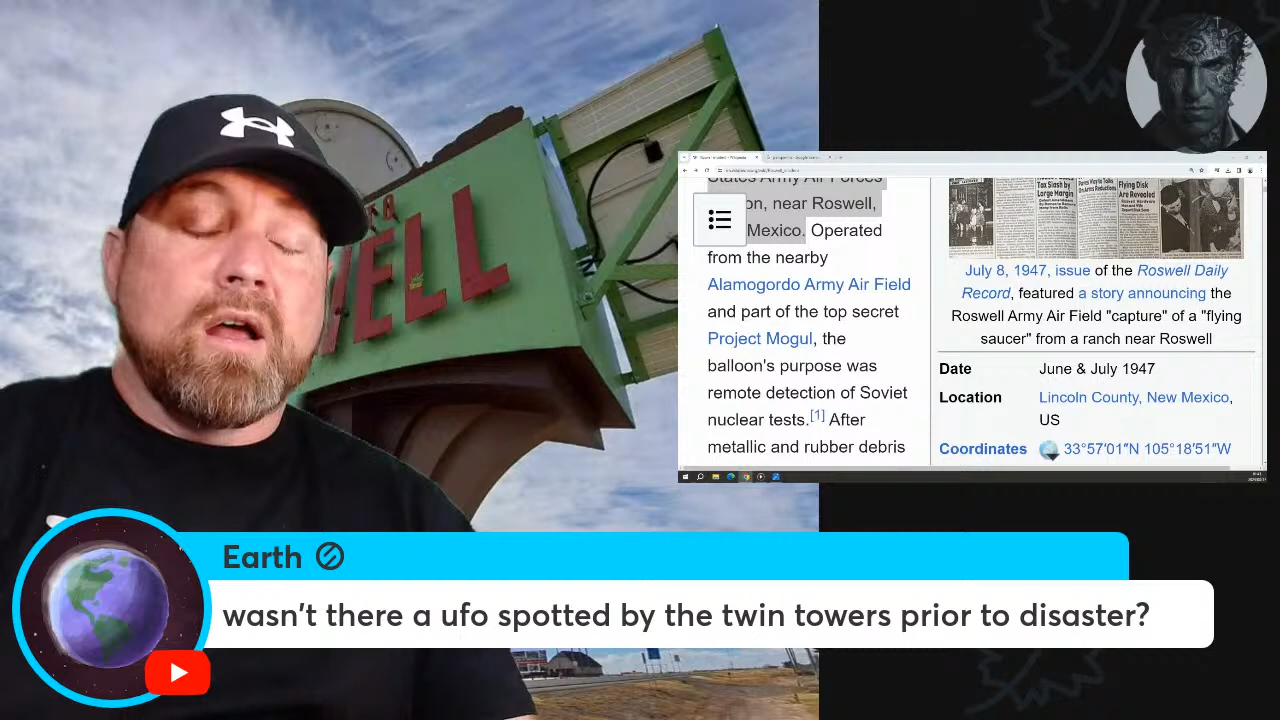 WELL
States Army Air Forces
on, near Roswell,
Mexico. Operated
from the nearby
Alamogordo Army Air Field
and part of the top secret
Project Mogul, the
balloon's purpose was
remote detection of Soviet
nuclear tests.[1] After
metallic and rubber debris
Tax Slash by
Large Margin
Flying Disk
Are Revealed
July 8, 1947, issue of the Roswell Daily
Record, featured a story announcing the
Roswell Army Air Field "capture" of a "flying
saucer" from a ranch near Roswell
Date June & July 1947
Location Lincoln County, New Mexico,
US
Coordinates 33°57′01″N 105°18′51″W
Earth
wasn't there a ufo spotted by the twin towers prior to disaster?